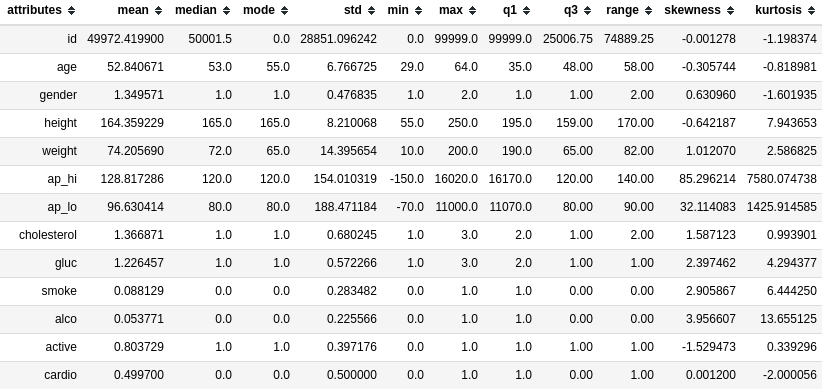 attributes mean median mode std min max q1 q3 range skewness kurtosis
id 49972.419900 50001.5 0.0 28851.096242 0.0 99999.0 99999.0 25006.75 74889.25 -0.001278 -1.198374
age 52.840671 53.0 55.0 6.766725 29.0 64.0 35.0 48.00 58.00 -0.305744 -0.818981
gender 1.349571 1.0 1.0 0.476835 1.0 2.0 1.0 1.00 2.00 0.630960 -1.601935
height 164.359229 165.0 165.0 8.210068 55.0 250.0 195.0 159.00 170.00 -0.642187 7.943653
weight 74.205690 72.0 65.0 14.395654 10.0 200.0 190.0 65.00 82.00 1.012070 2.586825
ap_hi 128.817286 120.0 120.0 154.010319 -150.0 16020.0 16170.0 120.00 140.00 85.296214 7580.074738
ap_lo 96.630414 80.0 80.0 188.471184 -70.0 11000.0 11070.0 80.00 90.00 32.114083 1425.914585
cholesterol 1.366871 1.0 1.0 0.680245 1.0 3.0 2.0 1.00 2.00 1.587123 0.993901
gluc 1.226457 1.0 1.0 0.572266 1.0 3.0 2.0 1.00 1.00 2.397462 4.294377
smoke 0.088129 0.0 0.0 0.283482 0.0 1.0 1.0 0.00 0.00 2.905867 6.444250
alco 0.053771 0.0 0.0 0.225566 0.0 1.0 1.0 0.00 0.00 3.956607 13.655125
active 0.803729 1.0 1.0 0.397176 0.0 1.0 1.0 1.00 1.00 -1.529473 0.339296
cardio 0.499700 0.0 0.0 0.500000 0.0 1.0 1.0 0.00 1.00 0.001200 -2.000056